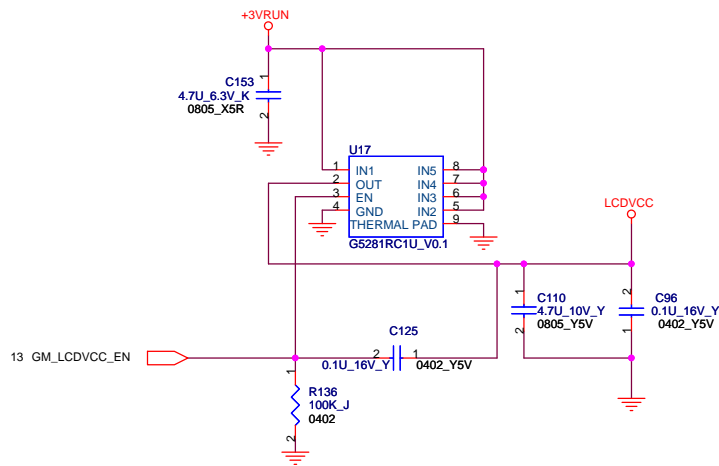 +3VRUN
1
C153
4.7U_6.3V_K
0805_X5R
2
U17
1 IN1 IN5 8
2 OUT IN4 7
3 EN IN3 6
4 GND IN2 5
THERMAL PAD 9
G5281RC1U_V0.1
LCDVCC
1
C110
4.7U_10V_Y
0805_Y5V
2
2
C96
0.1U_16V_Y
0402_Y5V
1
C125
2 1
0.1U_16V_Y 0402_Y5V
13 GM_LCDVCC_EN
1
R136
100K_J
0402
2